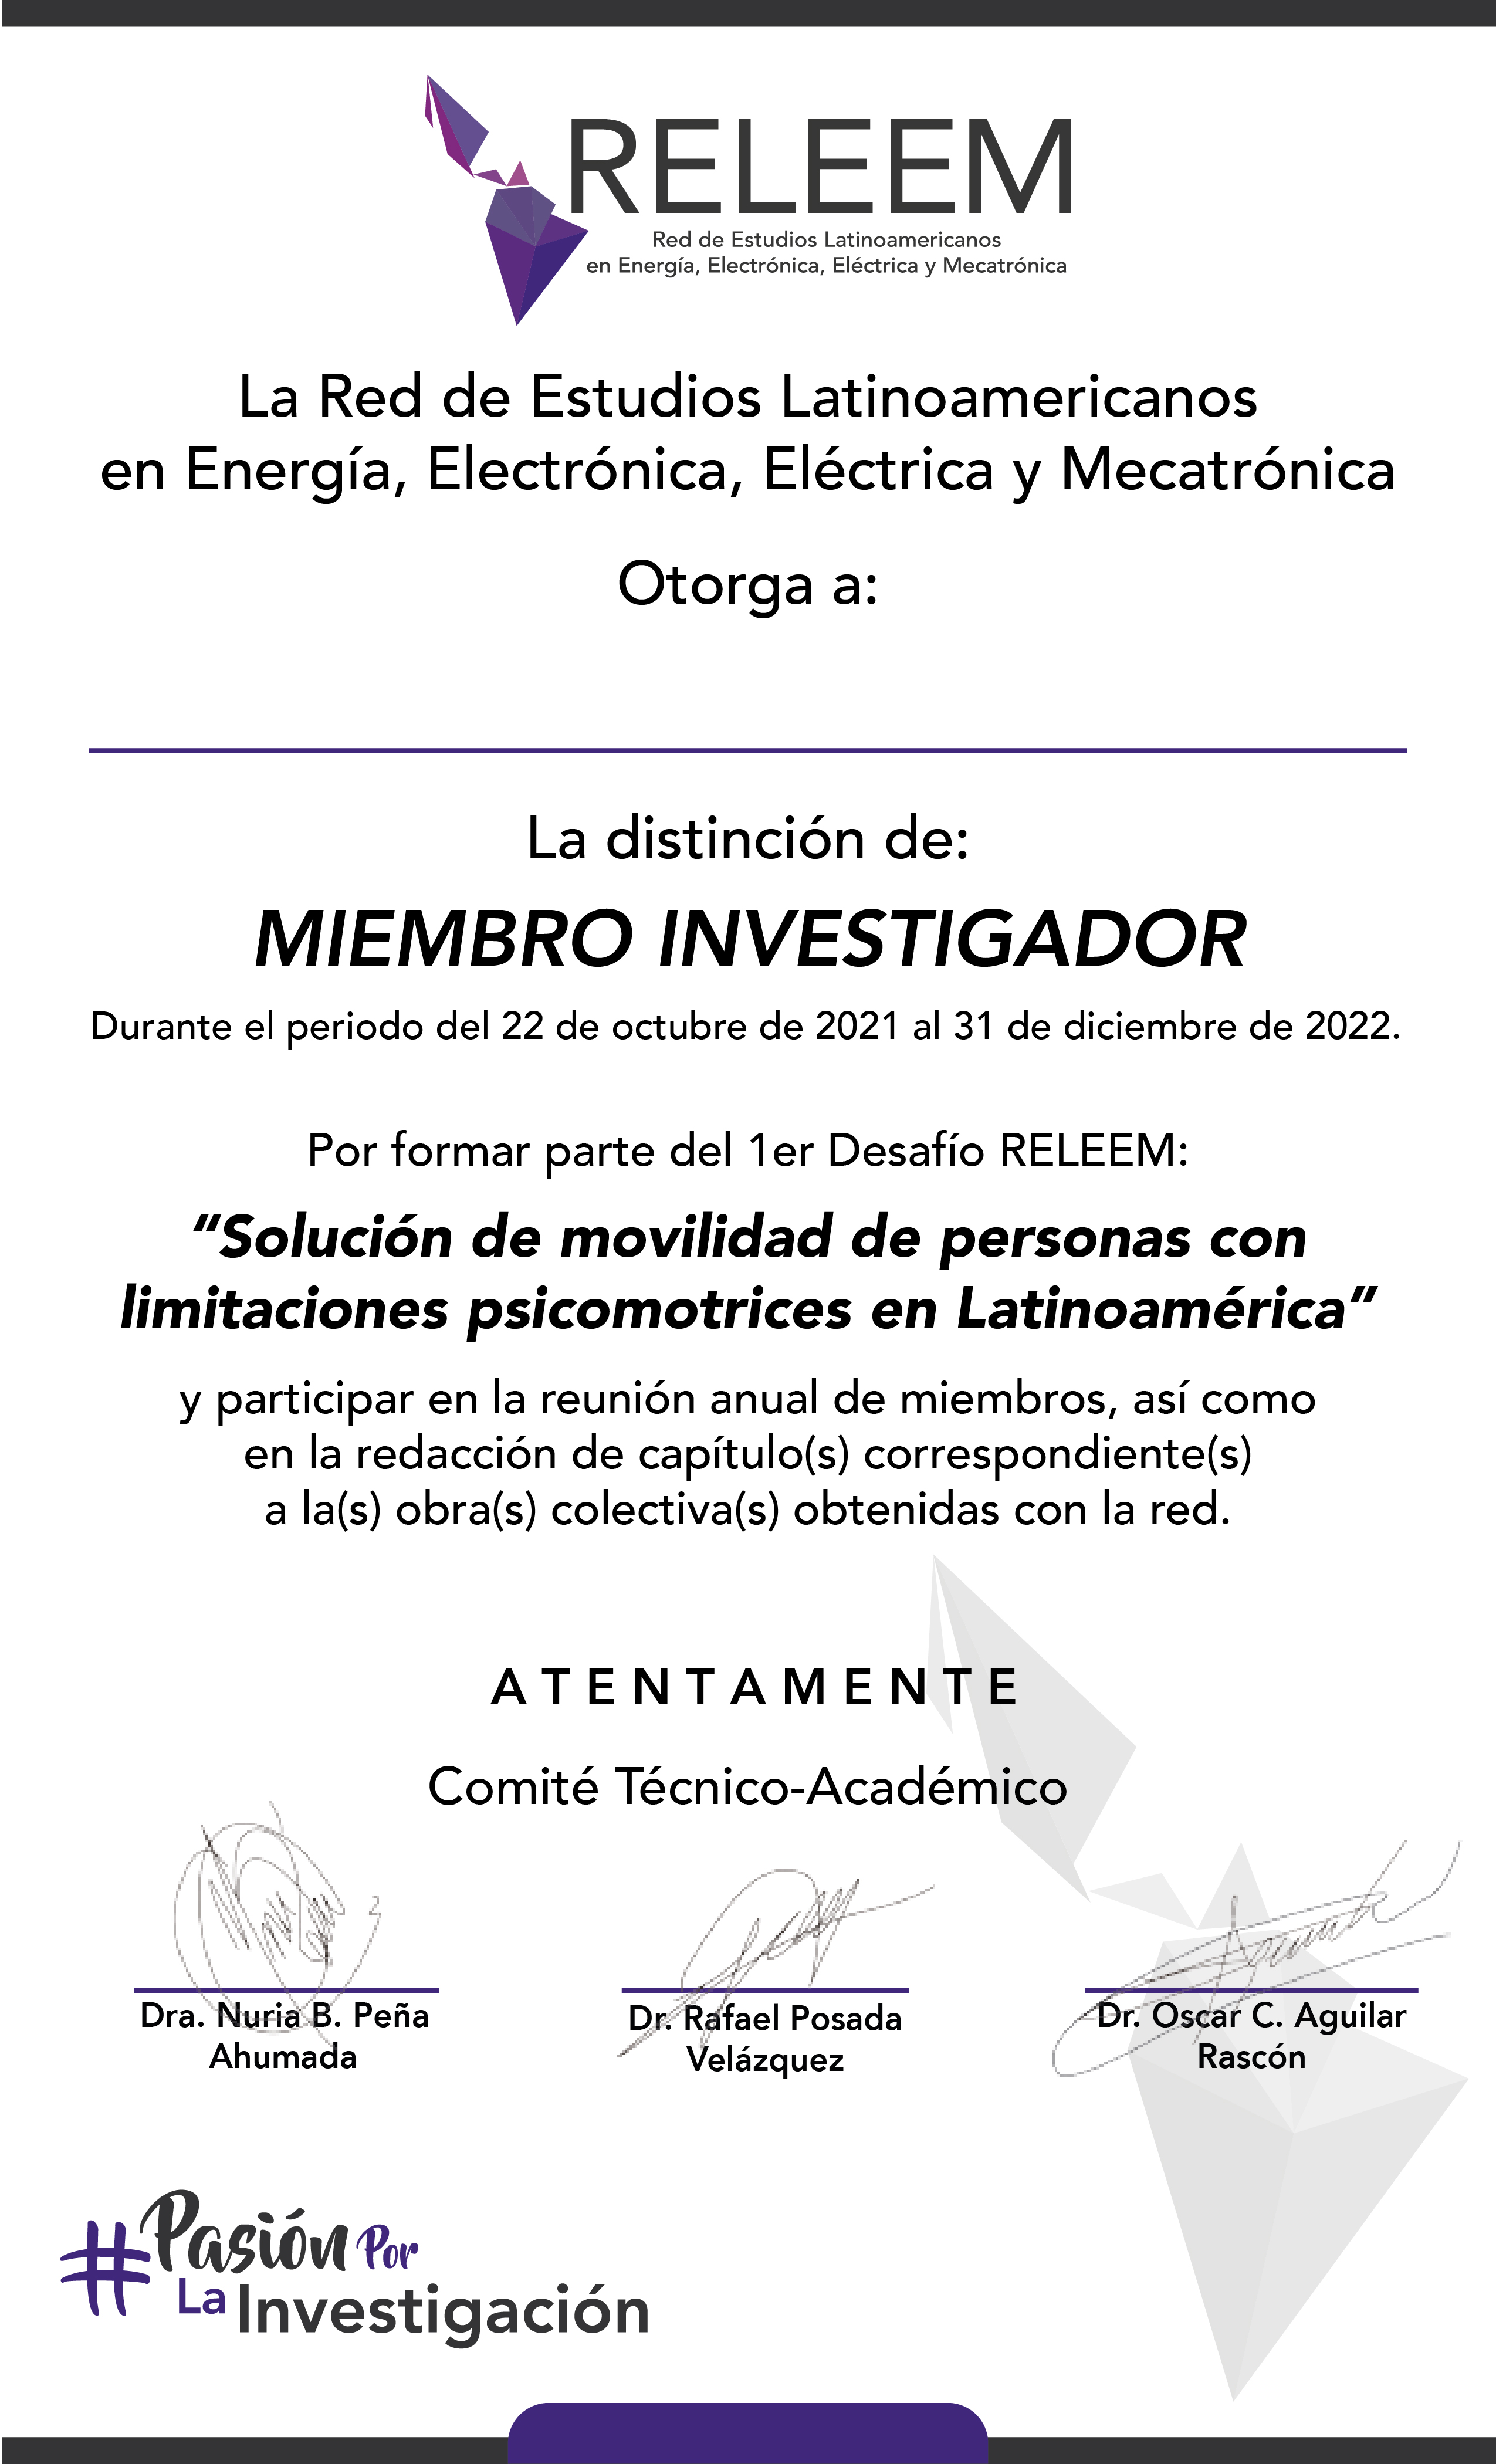 RELEEM
Red de Estudios Latinoamericanos
en Energía, Electrónica, Eléctrica y Mecatrónica
La Red de Estudios Latinoamericanos
en Energía, Electrónica, Eléctrica y Mecatrónica
Otorga a:
La distinción de:
MIEMBRO INVESTIGADOR
Durante el periodo del 22 de octubre de 2021 al 31 de diciembre de 2022.
Por formar parte del 1er Desafío RELEEM:
“Solución de movilidad de personas con
limitaciones psicomotrices en Latinoamérica”
y participar en la reunión anual de miembros, así como
en la redacción de capítulo(s) correspondiente(s)
a la(s) obra(s) colectiva(s) obtenidas con la red.
ATENTAMENTE
Comité Técnico-Académico
Dra. Nuria B. Peña
Ahumada
Dr. Rafael Posada
Velázquez
Dr. Oscar C. Aguilar
Rascón
#Pasión Por
La Investigación